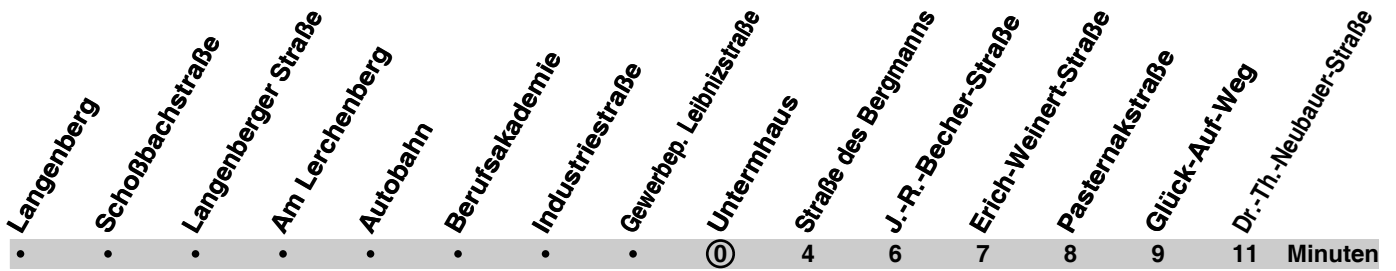 Langenberg
Schoßbachstraße
Langenberger Straße
Am Lerchenberg
Autobahn
Berufsakademie
Industriestraße
Gewerbep. Leibnizstraße
Untermhaus
Straße des Bergmanns
J.-R.-Becher-Straße
Erich-Weinert-Straße
Pasternakstraße
Glück-Auf-Weg
Dr.-Th.-Neubauer-Straße
• • • • • • • • 0 4 6 7 8 9 11 Minuten